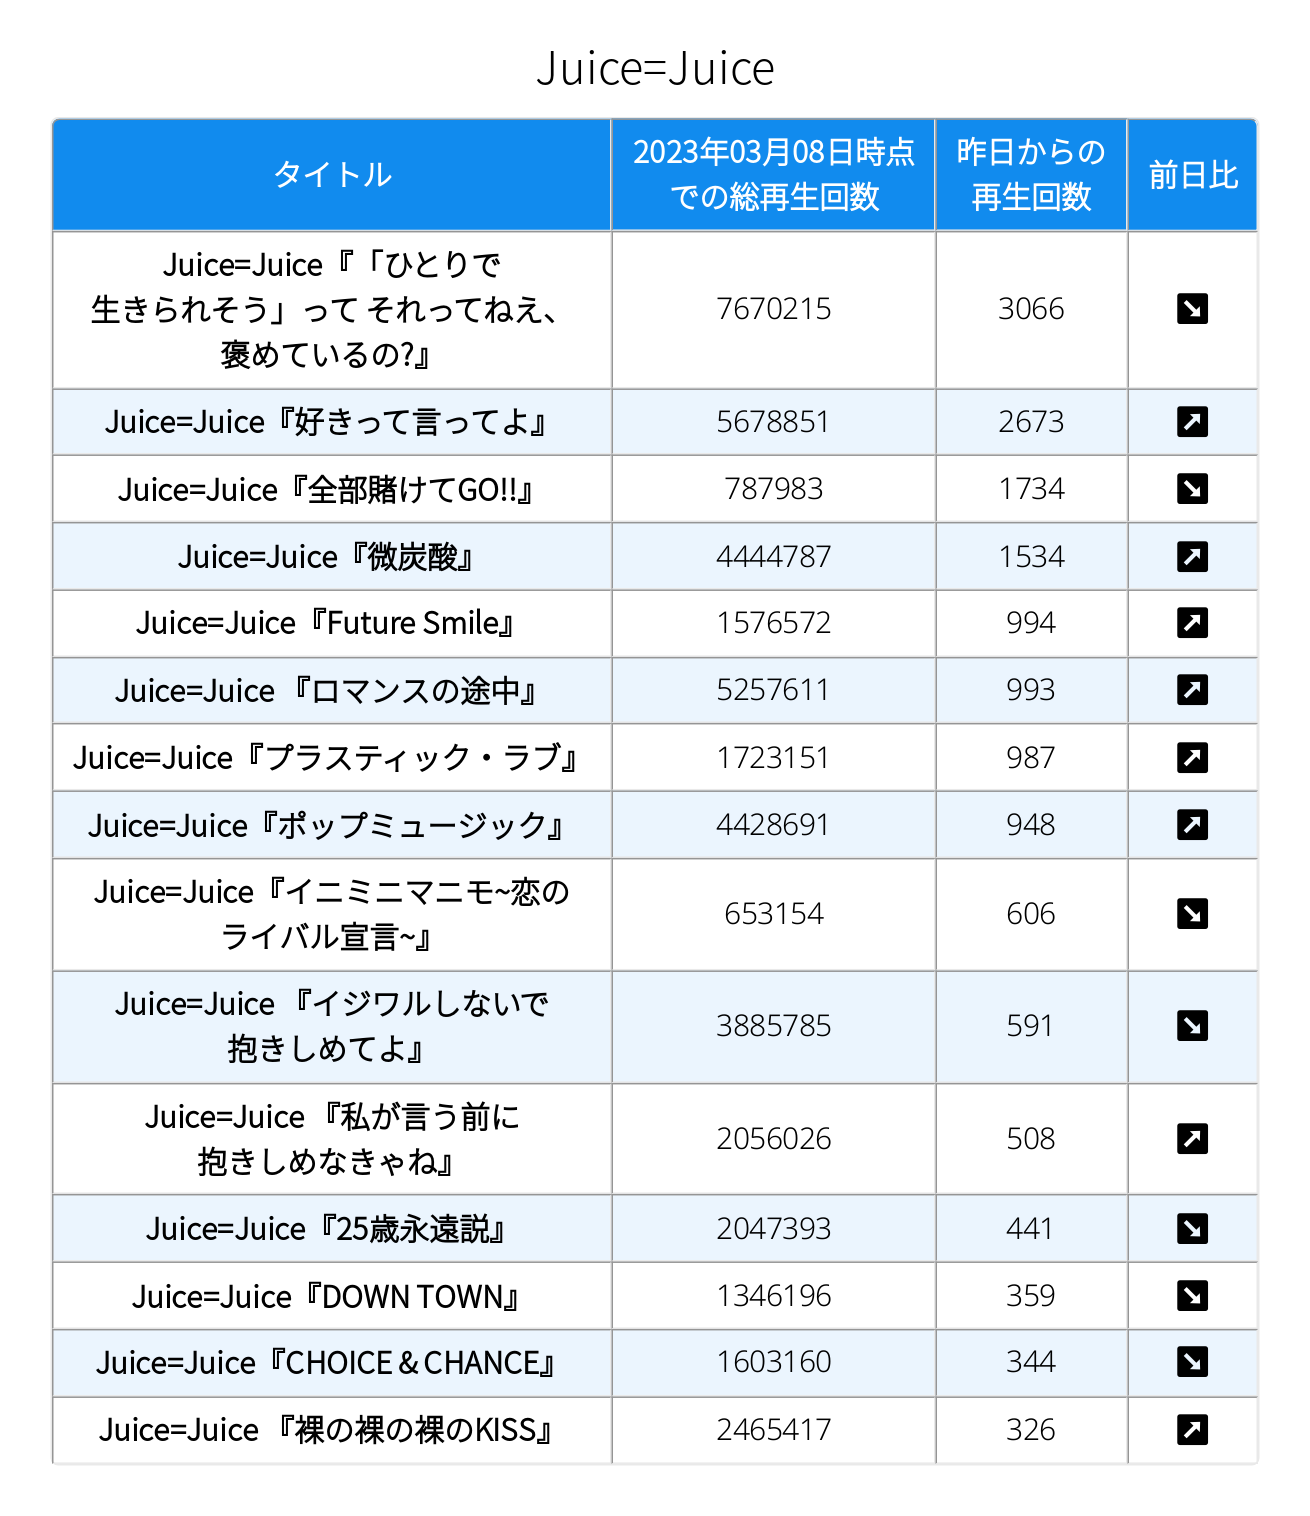 Juice=Juice
タイトル
2023年03月08日時点
での総再生回数
昨日からの
再生回数
前日比
Juice=Juice『「ひとりで
生きられそう」って それってねえ、
褒めているの?』
7670215
3066
Juice=Juice『好きって言ってよ』
5678851
2673
Juice=Juice『全部賭けてGO!!』
787983
1734
Juice=Juice『微炭酸』
4444787
1534
Juice=Juice『Future Smile』
1576572
994
Juice=Juice 『ロマンスの途中』
5257611
993
Juice=Juice『プラスティック・ラブ』
1723151
987
Juice=Juice『ポップミュージック』
4428691
948
Juice=Juice『イニミニマニモ~恋の
ライバル宣言~』
653154
606
Juice=Juice 『イジワルしないで
抱きしめてよ』
3885785
591
Juice=Juice 『私が言う前に
抱きしめなきゃね』
2056026
508
Juice=Juice『25歳永遠説』
2047393
441
Juice=Juice『DOWN TOWN』
1346196
359
Juice=Juice『CHOICE & CHANCE』
1603160
344
Juice=Juice 『裸の裸の裸のKISS』
2465417
326